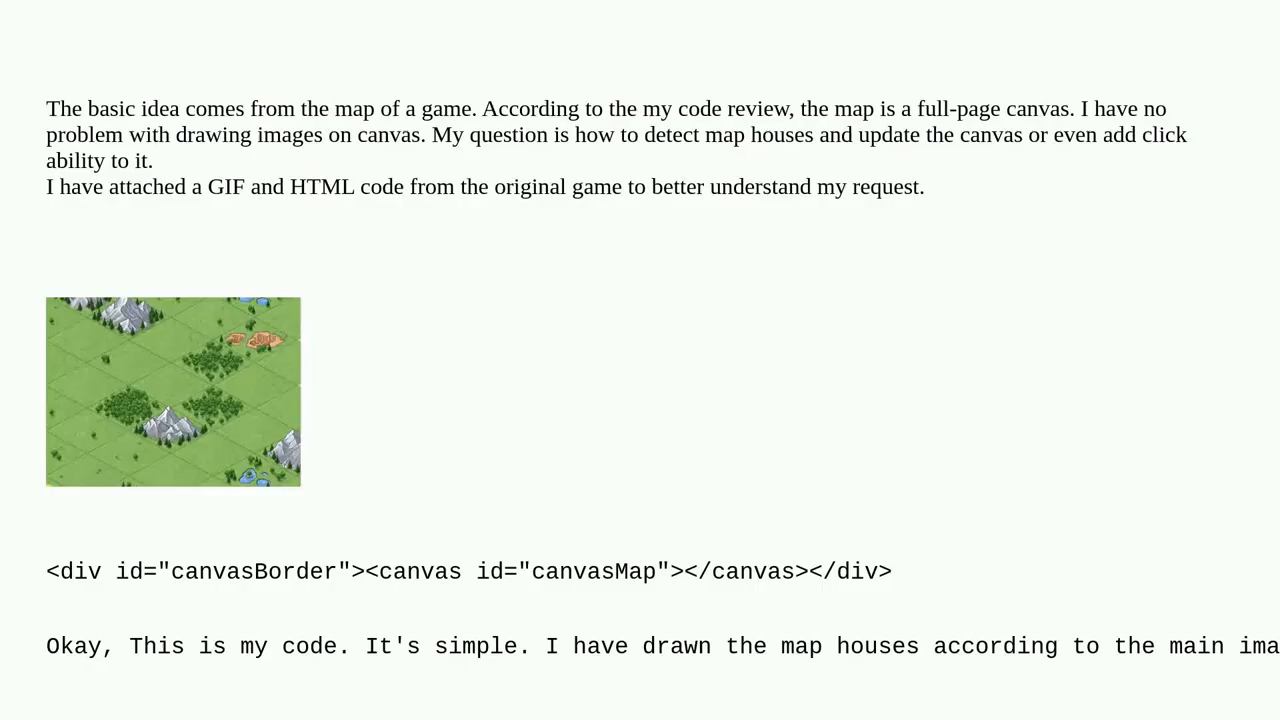 The basic idea comes from the map of a game. According to the my code review, the map is a full-page canvas. I have no
problem with drawing images on canvas. My question is how to detect map houses and update the canvas or even add click
ability to it.
I have attached a GIF and HTML code from the original game to better understand my request.
<div id="canvasBorder"><canvas id="canvasMap"></canvas></div>
Okay, This is my code. It's simple. I have drawn the map houses according to the main ima